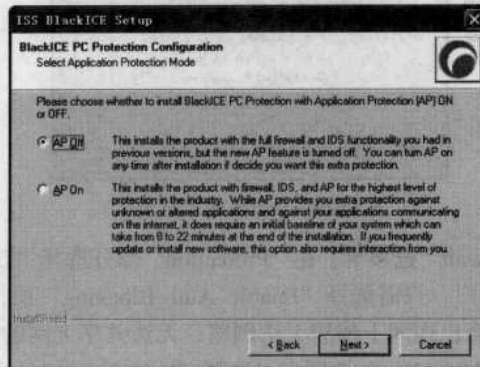 ISS BlackICE Setup
BlackICE PC Protection Configuration
Select Application Protection Mode
Please choose whether to install BlackICE PC Protection with Application Protection [AP] ON
or OFF.
AP Off
This installs the product with the full firewall and IDS functionality you had in
previous versions, but the new AP feature is turned off. You can turn AP on
any time after installation if decide you want this extra protection.
AP On
This installs the product with firewall, IDS, and AP for the highest level of
protection in the industry. While AP provides you extra protection against
unknown or altered applications and against your applications communicating
on the internet, it does require an initial baseline of your system which can
take from 8 to 22 minutes at the end of the installation. If you frequently
update or install new software, this option also requires interaction from you.
InstallShield
< Back
Next >
Cancel